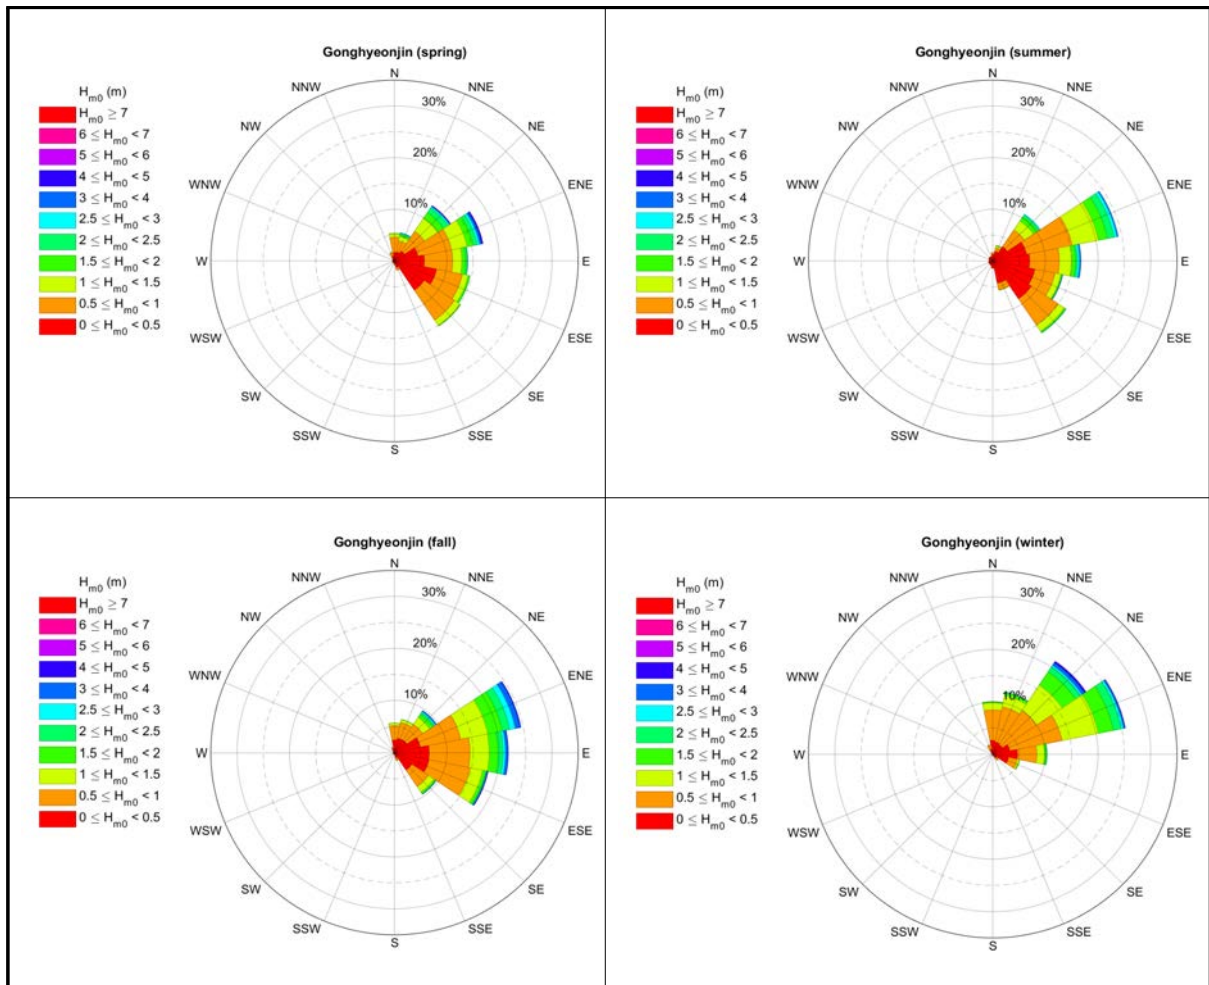 Gonghyeonjin (spring)
H_m0 (m)
H_m0 ≥ 7
6 ≤ H_m0 < 7
5 ≤ H_m0 < 6
4 ≤ H_m0 < 5
3 ≤ H_m0 < 4
2.5 ≤ H_m0 < 3
2 ≤ H_m0 < 2.5
1.5 ≤ H_m0 < 2
1 ≤ H_m0 < 1.5
0.5 ≤ H_m0 < 1
0 ≤ H_m0 < 0.5
N
NNE
NE
ENE
E
ESE
SE
SSE
S
SSW
SW
WSW
W
WNW
NW
NNW
30%
20%
10%
Gonghyeonjin (summer)
H_m0 (m)
H_m0 ≥ 7
6 ≤ H_m0 < 7
5 ≤ H_m0 < 6
4 ≤ H_m0 < 5
3 ≤ H_m0 < 4
2.5 ≤ H_m0 < 3
2 ≤ H_m0 < 2.5
1.5 ≤ H_m0 < 2
1 ≤ H_m0 < 1.5
0.5 ≤ H_m0 < 1
0 ≤ H_m0 < 0.5
N
NNE
NE
ENE
E
ESE
SE
SSE
S
SSW
SW
WSW
W
WNW
NW
NNW
30%
20%
10%
Gonghyeonjin (fall)
H_m0 (m)
H_m0 ≥ 7
6 ≤ H_m0 < 7
5 ≤ H_m0 < 6
4 ≤ H_m0 < 5
3 ≤ H_m0 < 4
2.5 ≤ H_m0 < 3
2 ≤ H_m0 < 2.5
1.5 ≤ H_m0 < 2
1 ≤ H_m0 < 1.5
0.5 ≤ H_m0 < 1
0 ≤ H_m0 < 0.5
N
NNE
NE
ENE
E
ESE
SE
SSE
S
SSW
SW
WSW
W
WNW
NW
NNW
30%
20%
10%
Gonghyeonjin (winter)
H_m0 (m)
H_m0 ≥ 7
6 ≤ H_m0 < 7
5 ≤ H_m0 < 6
4 ≤ H_m0 < 5
3 ≤ H_m0 < 4
2.5 ≤ H_m0 < 3
2 ≤ H_m0 < 2.5
1.5 ≤ H_m0 < 2
1 ≤ H_m0 < 1.5
0.5 ≤ H_m0 < 1
0 ≤ H_m0 < 0.5
N
NNE
NE
ENE
E
ESE
SE
SSE
S
SSW
SW
WSW
W
WNW
NW
NNW
30%
20%
10%